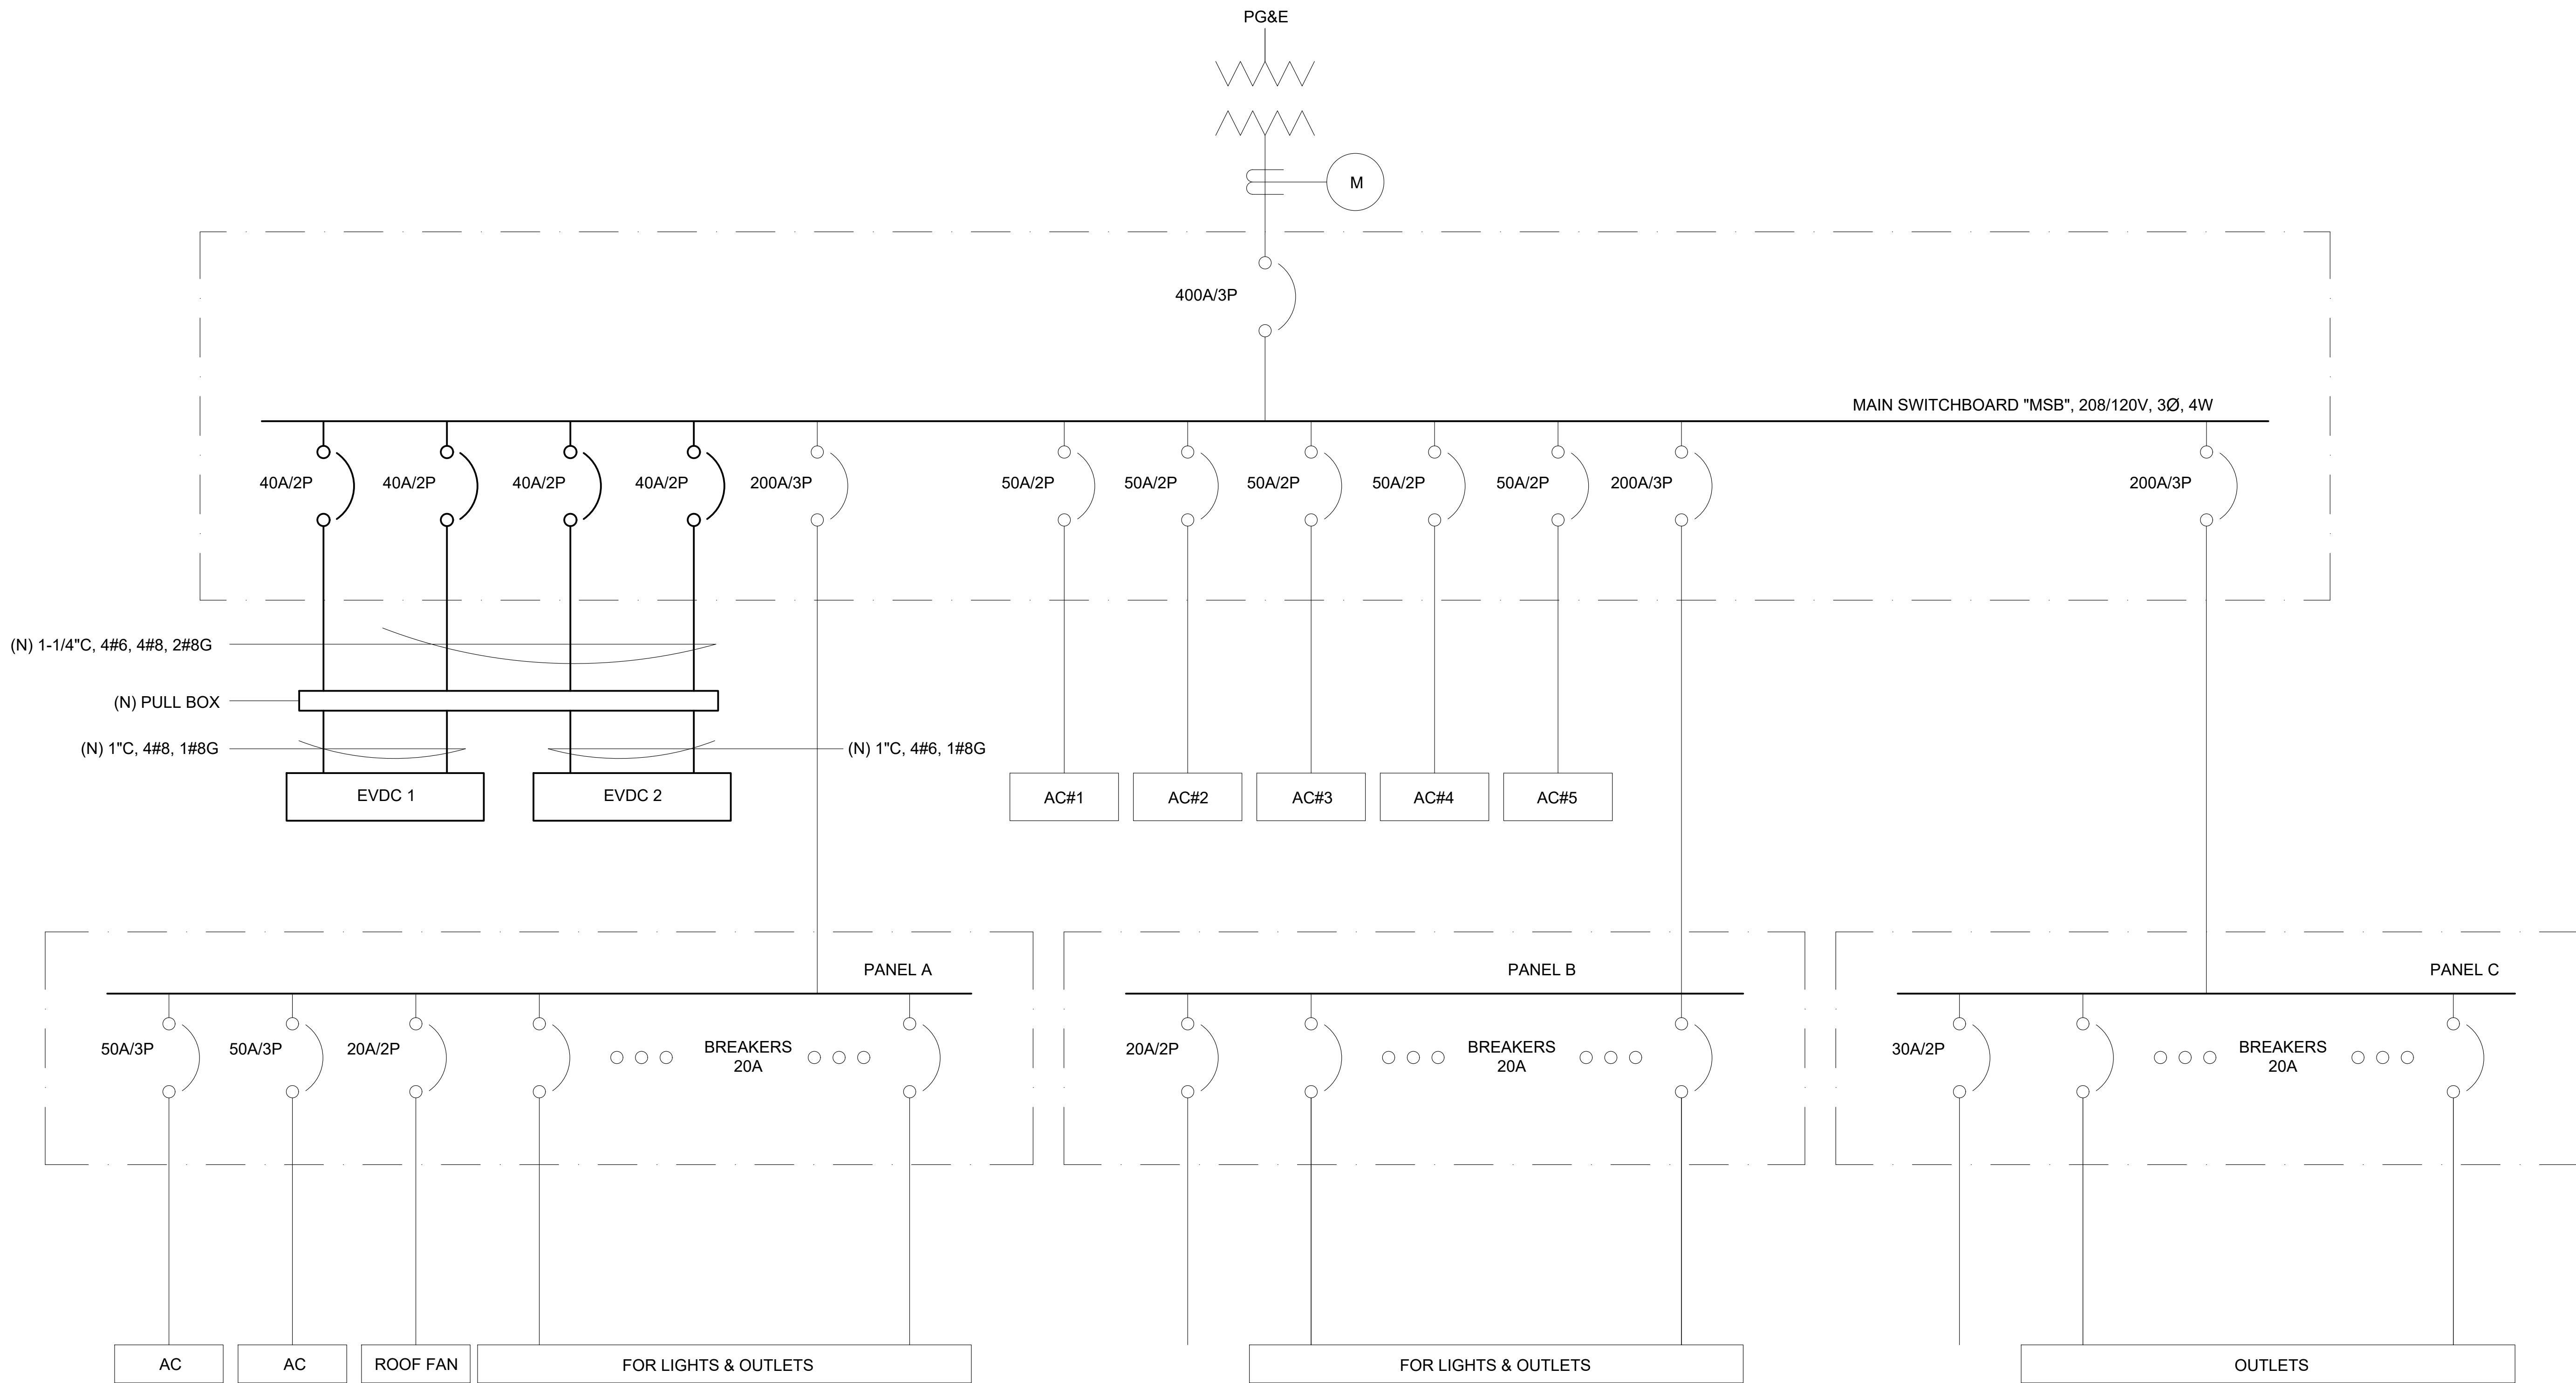 PG&E
M
400A/3P
MAIN SWITCHBOARD "MSB", 208/120V, 3Ø, 4W
40A/2P
40A/2P
40A/2P
40A/2P
200A/3P
50A/2P
50A/2P
50A/2P
50A/2P
50A/2P
200A/3P
200A/3P
(N) 1-1/4"C, 4#6, 4#8, 2#8G
(N) PULL BOX
(N) 1"C, 4#8, 1#8G
(N) 1"C, 4#6, 1#8G
EVDC 1
EVDC 2
AC#1
AC#2
AC#3
AC#4
AC#5
PANEL A
PANEL B
PANEL C
50A/3P
50A/3P
20A/2P
BREAKERS
20A
20A/2P
BREAKERS
20A
30A/2P
BREAKERS
20A
AC
AC
ROOF FAN
FOR LIGHTS & OUTLETS
FOR LIGHTS & OUTLETS
OUTLETS